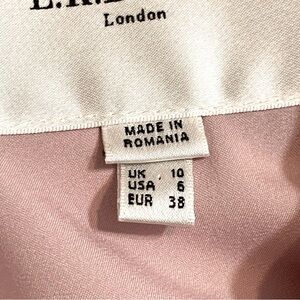 London
MADE IN
ROMANIA
UK 10
USA 6
EUR 38